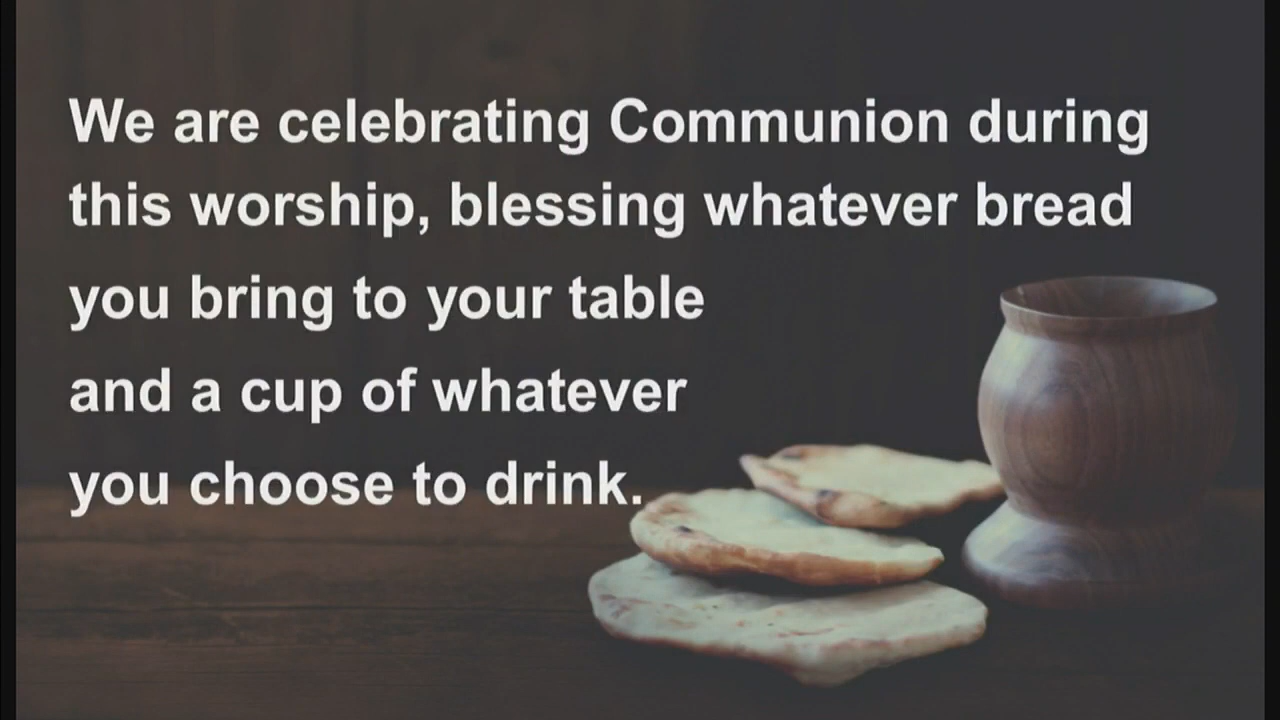 We are celebrating Communion during
this worship, blessing whatever bread
you bring to your table
and a cup of whatever
you choose to drink.